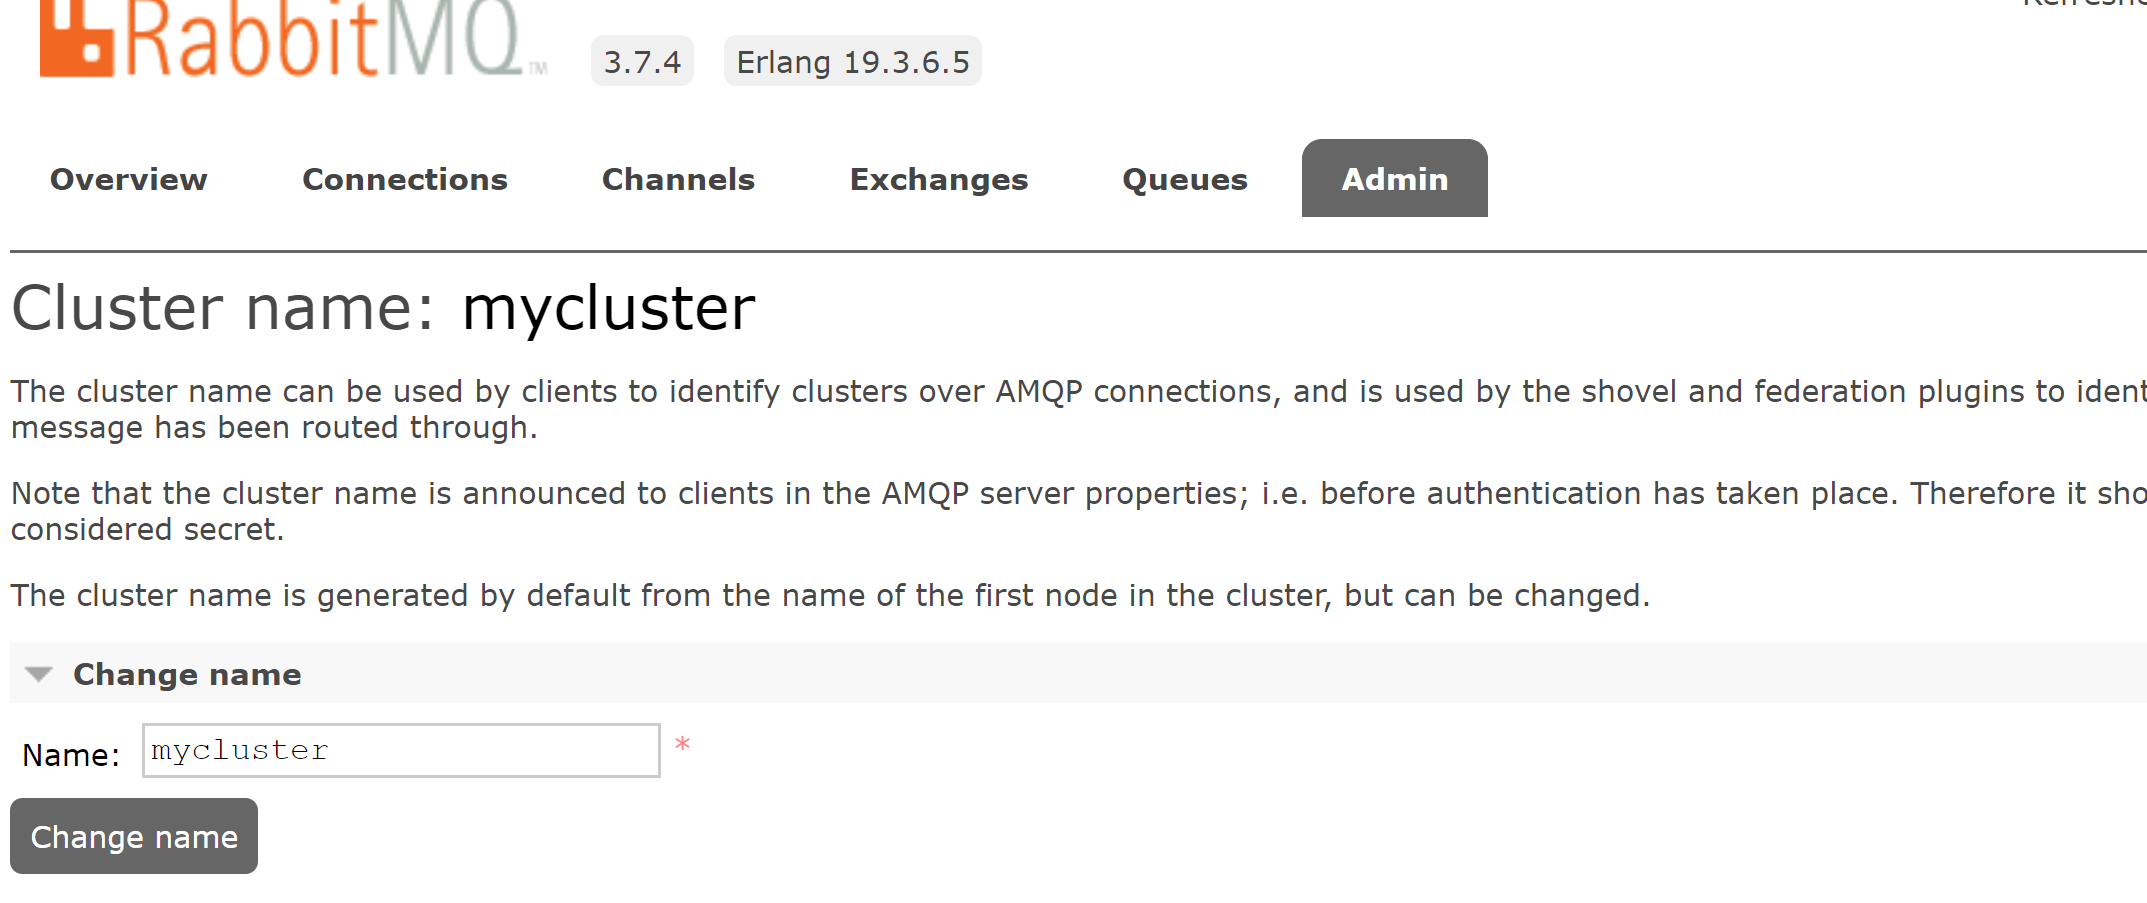 RabbitMQ™ 3.7.4 Erlang 19.3.6.5
Overview Connections Channels Exchanges Queues Admin
Cluster name: mycluster
The cluster name can be used by clients to identify clusters over AMQP connections, and is used by the shovel and federation plugins to
message has been routed through.
Note that the cluster name is announced to clients in the AMQP server properties; i.e. before authentication has taken place. Therefore it
considered secret.
The cluster name is generated by default from the name of the first node in the cluster, but can be changed.
Change name
Name: mycluster *
Change name